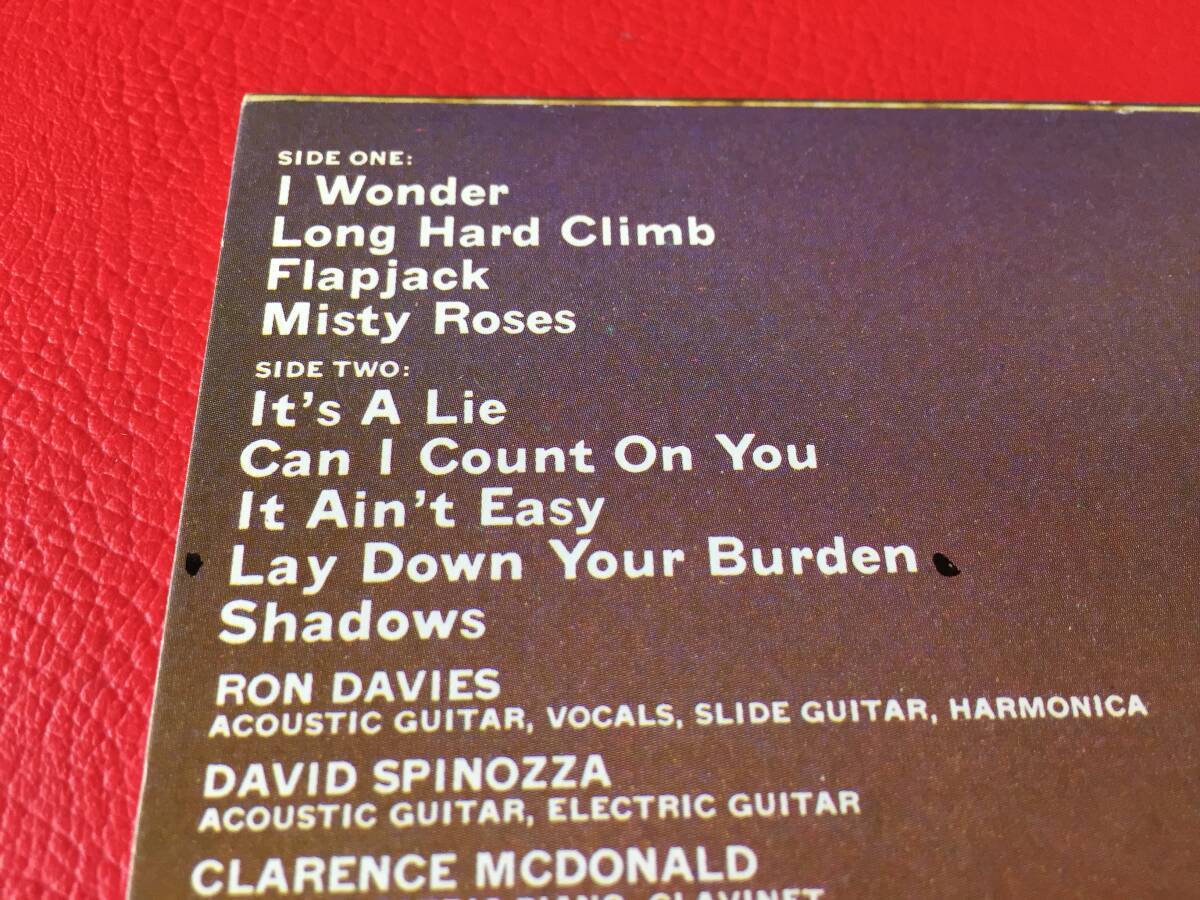 SIDE ONE:
I Wonder
Long Hard Climb
Flapjack
Misty Roses
SIDE TWO:
It's A Lie
Can I Count On You
It Ain't Easy
Lay Down Your Burden
Shadows
RON DAVIES
ACOUSTIC GUITAR, VOCALS, SLIDE GUITAR, HARMONICA
DAVID SPINOZZA
ACOUSTIC GUITAR, ELECTRIC GUITAR
CLARENCE MCDONALD
PIANO, CLAVINET